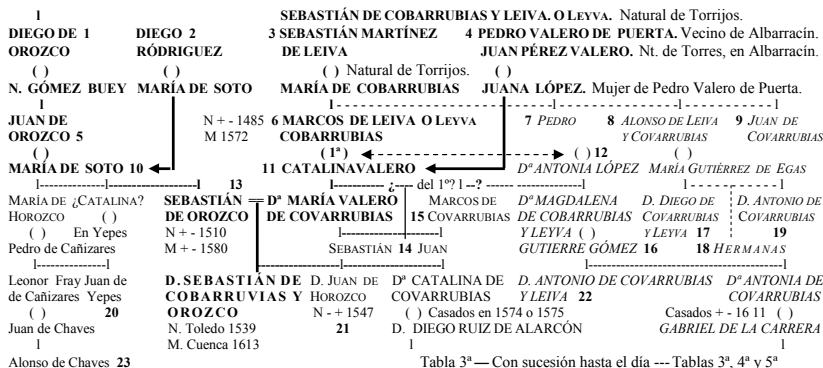 l SEBASTIÁN DE COBARRUBIAS Y LEIVA. O LEYVA. Natural de Torrijos.
DIEGO DE 1 DIEGO 2 3 SEBASTIÁN MARTÍNEZ 4 PEDRO VALERO DE PUERTA. Vecino de Albarracín.
OROZCO RÓDRIGUEZ DE LEIVA JUAN PÉREZ VALERO. Nt. de Torres, en Albarracín.
( ) ( ) ( ) Natural de Torrijos. ( )
N. GÓMEZ BUEY MARÍA DE SOTO MARÍA DE COBARRUBIAS JUANA LÓPEZ. Mujer de Pedro Valero de Puerta.
l l - - - - - - - - - - - - - - - - - - - - - - - - -l- - - - - - - - - - -l- - - - - - - - - - l
JUAN DE N + - 1485 6 MARCOS DE LEIVA O LEYVA 7 PEDRO 8 ALONSO DE LEIVA 9 JUAN DE
OROZCO 5 M 1572 COBARRUBIAS Y COVARRUBIAS COVARRUBIAS
( ) (1ª) ( ) 12
MARÍA DE SOTO 10 11 CATALINAVALERO Dª ANTONIA LÓPEZ MARÍA GUTIÉRREZ DE EGAS ( )
l--------------l--------------------l 13 l----------- ¿---- del 1º? l --? ------------------l l - - - - - - - - - l
MARÍA DE ¿CATALINA? SEBASTIÁN == Dª MARÍA VALERO MARCOS DE Dª MAGDALENA D. DIEGO DE D. ANTONIO DE
HOROZCO ( ) DE OROZCO DE COVARRUBIAS 15 COVARRUBIAS DE COBARRUBIAS COVARRUBIAS COVARRUBIAS
( ) En Yepes N + - 1510 l--------------------l Y LEYVA ( ) Y LEYVA 17 19
Pedro de Cañizares M + - 1580 SEBASTIÁN 14 JUAN GUTIERRE GÓMEZ 16 18 HERMANAS
l---------------l l--------------------l--------------------l l----------------------------------------l
Leonor Fray Juan de D. SEBASTIÁN DE D. JUAN DE Dª CATALINA DE D. ANTONIO DE COVARRUBIAS Dª ANTONIA DE
de Cañizares Yepes COBARRUVIAS Y HOROZCO COVARRUBIAS Y LEIVA 22 COVARRUBIAS
( ) 20 OROZCO N - + 1547 ( ) Casados en 1574 o 1575 Casados + - 16 11 ( )
Juan de Chaves N. Toledo 1539 21 D. DIEGO RUIZ DE ALARCÓN GABRIEL DE LA CARRERA
l M. Cuenca 1613 l l
Alonso de Chaves 23 Tabla 3ª — Con sucesión hasta el día --- Tablas 3ª, 4ª y 5ª